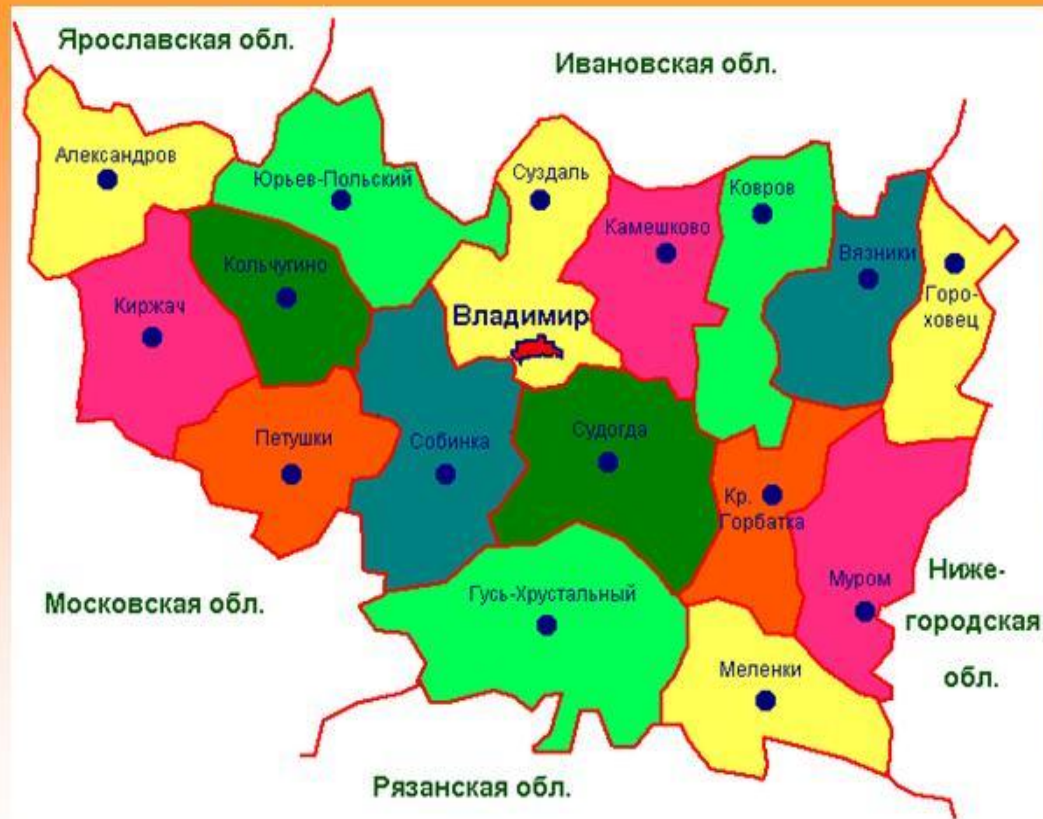 Ярославская обл.
Ивановская обл.
Александров
Юрьев-Польский
Суздаль
Ковров
Камешково
Вязники
Кольчугино
Киржач
Горо-
ховец
Владимир
Петушки
Собинка
Судогда
Кр.
Горбатка
Муром
Ниже-
городская
обл.
Московская обл.
Гусь-Хрустальный
Меленки
Рязанская обл.